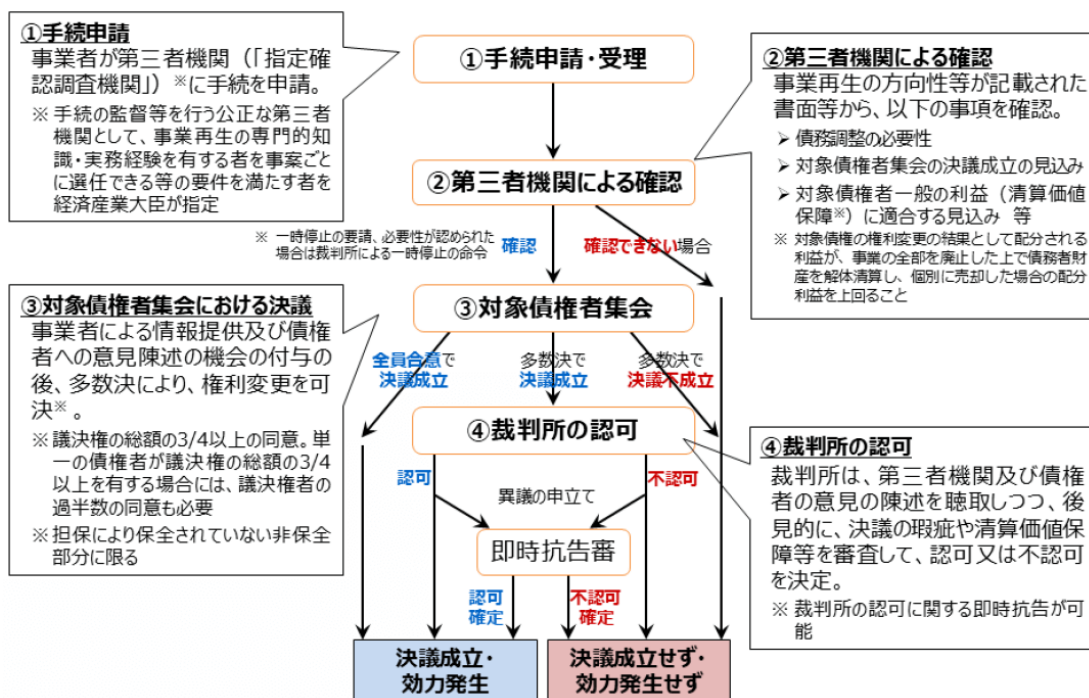 ①手続申請
事業者が第三者機関（「指定確
認調査機関」）※に手続を申請。
※ 手続の監督等を行う公正な第三者
機関として、事業再生の専門的知
識・実務経験を有する者を事案ごと
に選任できる等の要件を満たす者を
経済産業大臣が指定
①手続申請・受理
②第三者機関による確認
事業再生の方向性等が記載された
書面等から、以下の事項を確認。
➢ 債務調整の必要性
➢ 対象債権者集会の決議成立の見込み
➢ 対象債権者一般の利益（清算価値
保障※）に適合する見込み 等
※ 対象債権の権利変更の結果として配分される
利益が、事業の全部を廃止した上で債務者財
産を解体清算し、個別に売却した場合の配分
利益を上回ること
②第三者機関による確認
※ 一時停止の要請、必要性が認められた
場合は裁判所による一時停止の命令
確認
確認できない場合
③対象債権者集会における決議
事業者による情報提供及び債権
者への意見陳述の機会の付与の
後、多数決により、権利変更を可
決※。
※議決権の総額の3/4以上の同意。単
一の債権者が議決権の総額の3/4
以上を有する場合には、議決権者の
過半数の同意も必要
※担保により保全されていない非保全
部分に限る
③対象債権者集会
全員合意で
決議成立
多数決で
決議成立
多数決で
決議不成立
④裁判所の認可
認可
不認可
異議の申立て
即時抗告審
認可
確定
不認可
確定
決議成立・
効力発生
決議成立せず・
効力発生せず
④裁判所の認可
裁判所は、第三者機関及び債権
者の意見の陳述を聴取しつつ、後
見的に、決議の瑕疵や清算価値保
障等を審査して、認可又は不認可
を決定。
※ 裁判所の認可に関する即時抗告が可
能